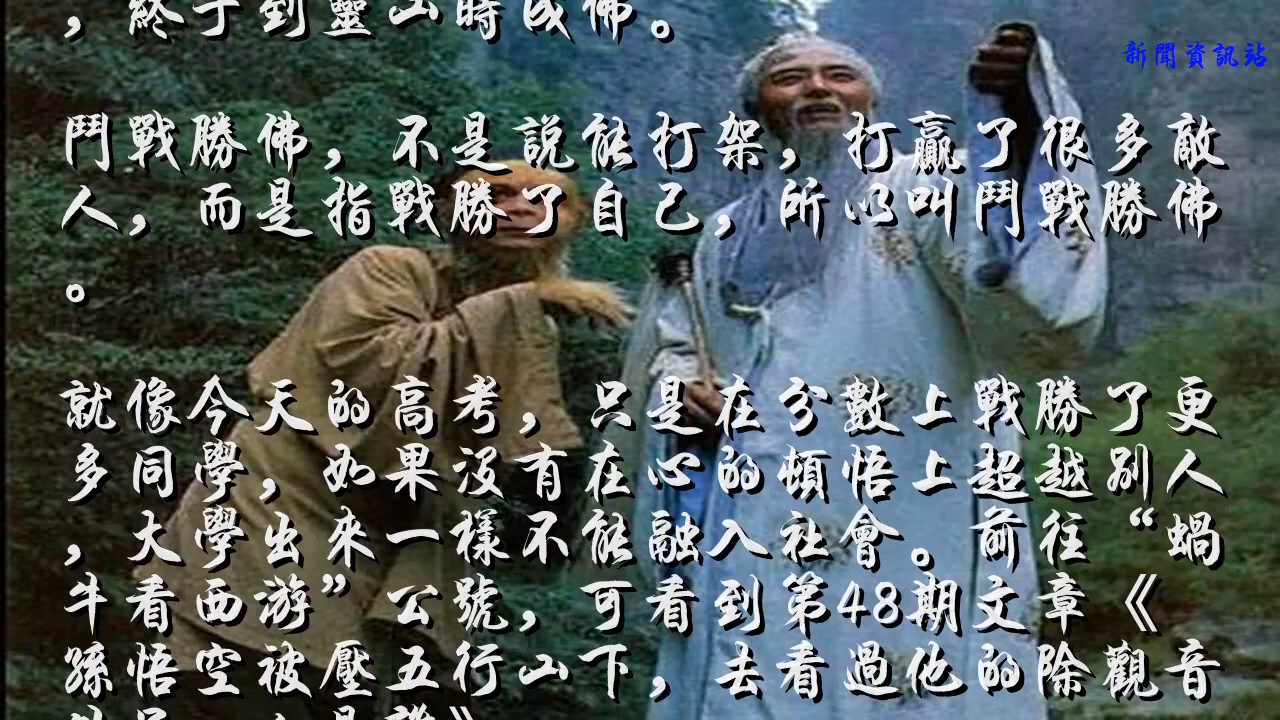 ，終于到靈山時成佛。
新聞資訊站
鬥戰勝佛，不是說能打架，打贏了很多敵
人，而是指戰勝了自己，所以叫鬥戰勝佛
。
就像今天的高考，只是在分數上戰勝了更
多同學，如果沒有在心的頓悟上超越別人
，大學出來一樣不能融入社會。前往“蝸
牛看西游”公號，可看到第48期文章《
孫悟空被壓五行山下，去看過他的除觀音